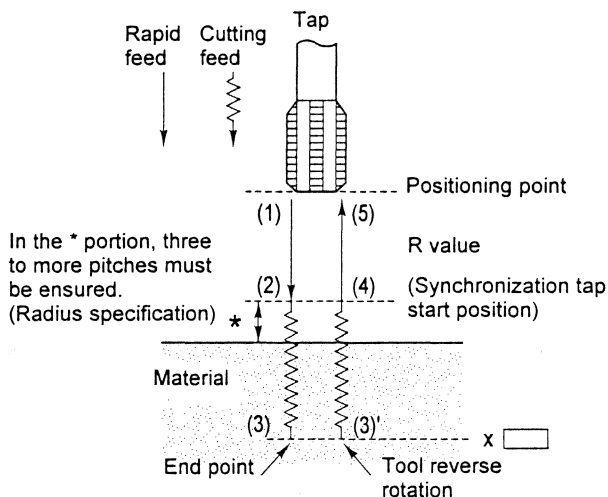 Tap
Rapid
feed
Cutting
feed
Positioning point
(1)
(5)
In the * portion, three
to more pitches must
be ensured.
(Radius specification)
R value
(2)
(4)
(Synchronization tap
start position)
*
Material
(3)
(3)'
x
End point
Tool reverse
rotation